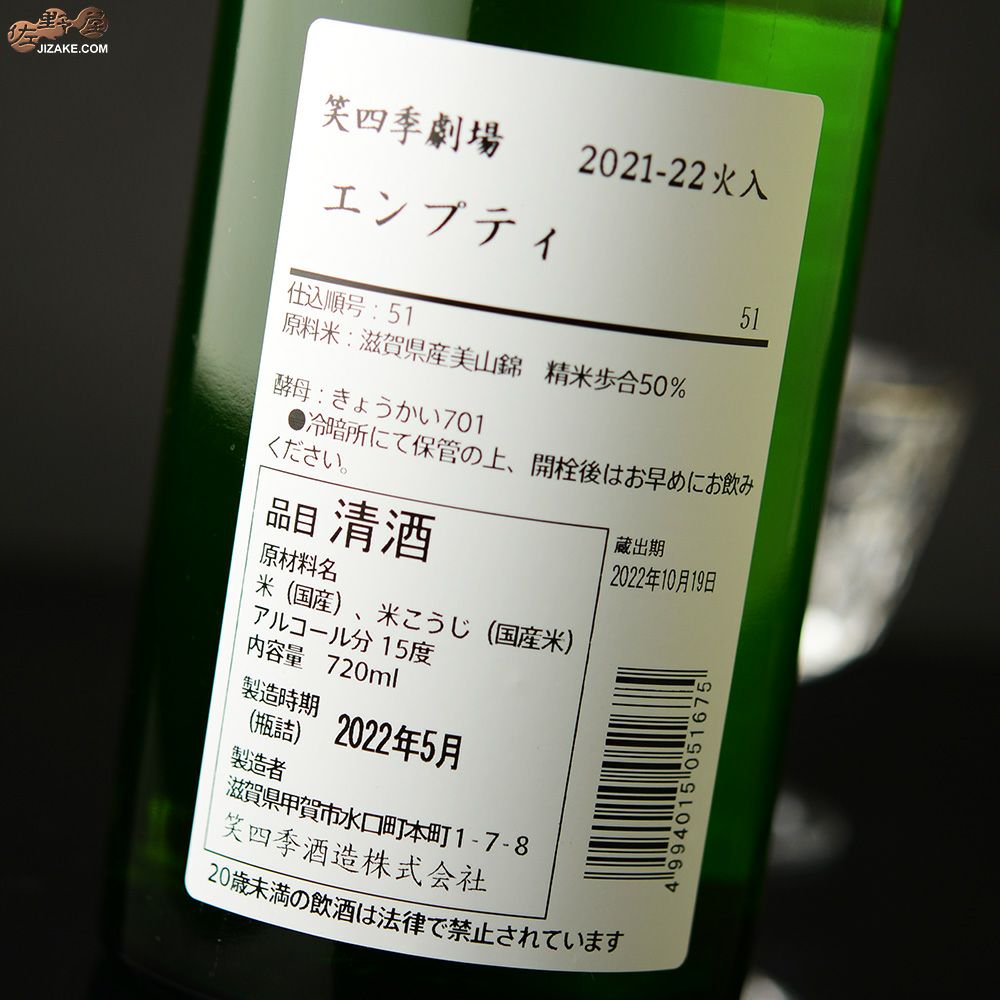 佐野屋
JIZAKE.COM
笑四季劇場 2021-22火入
エンプティ
仕込順号：51 51
原料米：滋賀県産美山錦 精米歩合50%
酵母：きょうかい701
●冷暗所にて保管の上、開栓後はお早めにお飲み
ください。
品目 清酒
原材料名
米（国産）、米こうじ（国産米）
アルコール分 15度
内容量 720ml
製造時期
（瓶詰） 2022年5月
製造者
滋賀県甲賀市水口町本町1-7-8
笑四季酒造株式会社
蔵出期
2022年10月19日
4994015051675
20歳未満の飲酒は法律で禁止されています